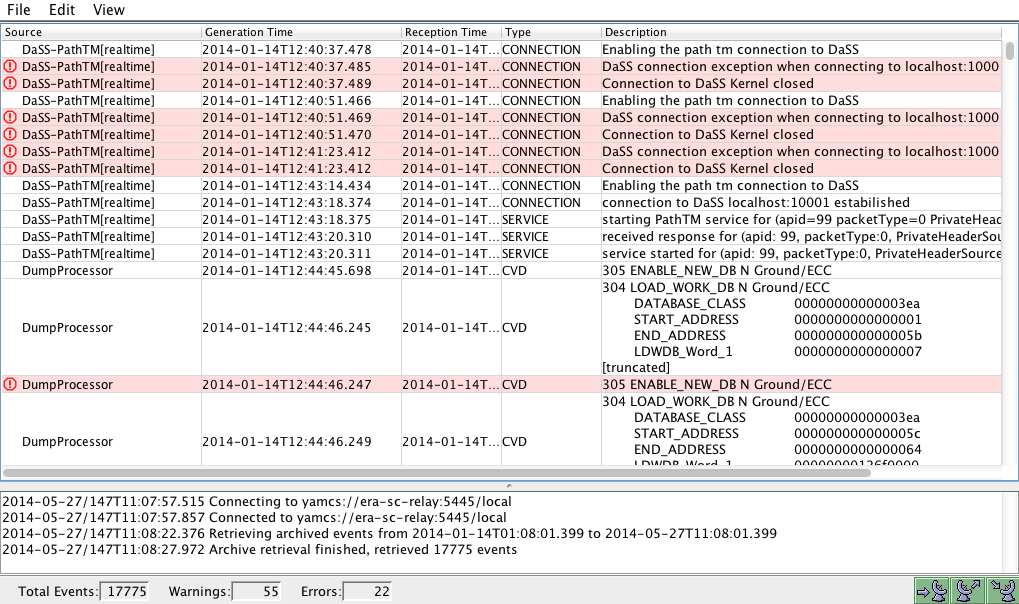 File Edit View
Source Generation Time Reception Time Type Description
DaSS-PathTM[realtime] 2014-01-14T12:40:37.478 2014-01-14T... CONNECTION Enabling the path tm connection to DaSS
DaSS-PathTM[realtime] 2014-01-14T12:40:37.485 2014-01-14T... CONNECTION DaSS connection exception when connecting to localhost:1000
DaSS-PathTM[realtime] 2014-01-14T12:40:37.489 2014-01-14T... CONNECTION Connection to DaSS Kernel closed
DaSS-PathTM[realtime] 2014-01-14T12:40:51.466 2014-01-14T... CONNECTION Enabling the path tm connection to DaSS
DaSS-PathTM[realtime] 2014-01-14T12:40:51.469 2014-01-14T... CONNECTION DaSS connection exception when connecting to localhost:1000
DaSS-PathTM[realtime] 2014-01-14T12:40:51.470 2014-01-14T... CONNECTION Connection to DaSS Kernel closed
DaSS-PathTM[realtime] 2014-01-14T12:41:23.412 2014-01-14T... CONNECTION DaSS connection exception when connecting to localhost:1000
DaSS-PathTM[realtime] 2014-01-14T12:41:23.412 2014-01-14T... CONNECTION Connection to DaSS Kernel closed
DaSS-PathTM[realtime] 2014-01-14T12:43:14.434 2014-01-14T... CONNECTION Enabling the path tm connection to DaSS
DaSS-PathTM[realtime] 2014-01-14T12:43:18.374 2014-01-14T... CONNECTION connection to DaSS localhost:10001 estabilished
DaSS-PathTM[realtime] 2014-01-14T12:43:18.375 2014-01-14T... SERVICE starting PathTM service for (apid=99 packetType=0 PrivateHead
DaSS-PathTM[realtime] 2014-01-14T12:43:20.310 2014-01-14T... SERVICE received response for (apid: 99, packetType:0, PrivateHeaderSou
DaSS-PathTM[realtime] 2014-01-14T12:43:20.311 2014-01-14T... SERVICE service started for (apid: 99, packetType:0, PrivateHeaderSource
DumpProcessor 2014-01-14T12:44:45.698 2014-01-14T... CVD 305 ENABLE_NEW_DB N Ground/ECC
304 LOAD_WORK_DB N Ground/ECC
DATABASE_CLASS 00000000000003ea
START_ADDRESS 0000000000000001
DumpProcessor 2014-01-14T12:44:46.245 2014-01-14T... CVD
END_ADDRESS 000000000000005b
LDWDB_Word_1 0000000000000007
[truncated]
DumpProcessor 2014-01-14T12:44:46.247 2014-01-14T... CVD 305 ENABLE_NEW_DB N Ground/ECC
304 LOAD_WORK_DB N Ground/ECC
DATABASE_CLASS 00000000000003ea
START_ADDRESS 000000000000005c
DumpProcessor 2014-01-14T12:44:46.249 2014-01-14T... CVD
END_ADDRESS 0000000000000064
LDWDB_Word_1
2014-05-27/147T11:07:57.515 Connecting to yamcs://era-sc-relay:5445/local
2014-05-27/147T11:07:57.857 Connected to yamcs://era-sc-relay:5445/local
2014-05-27/147T11:08:22.376 Retrieving archived events from 2014-01-14T01:08:01.399 to 2014-05-27T11:08:01.399
2014-05-27/147T11:08:27.972 Archive retrieval finished, retrieved 17775 events
Total Events: 17775 Warnings: 55 Errors: 22